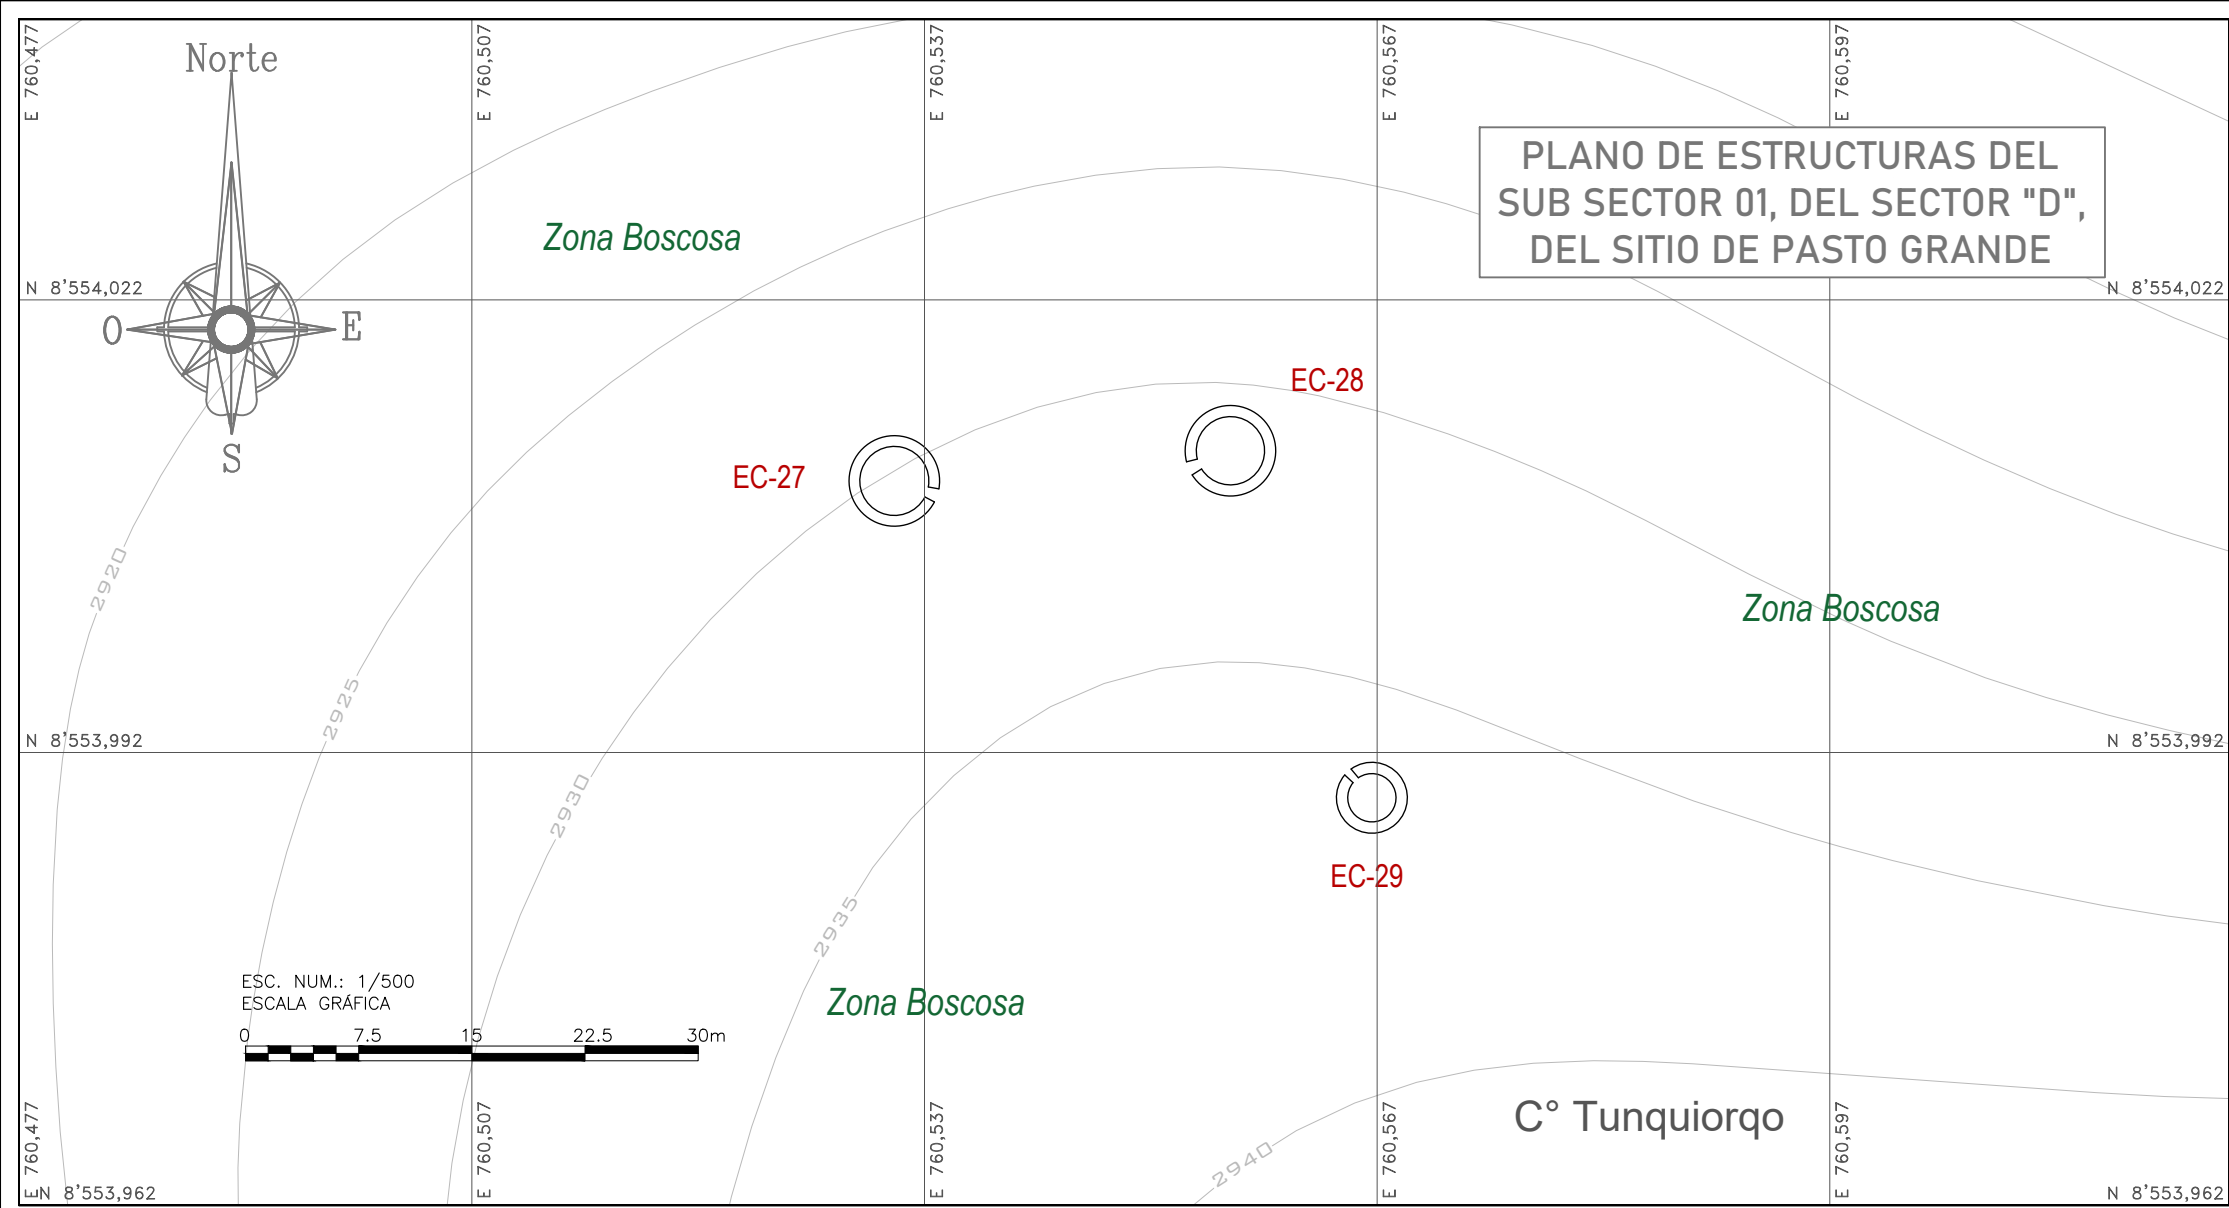 E 760,477
E 760,507
E 760,537
E 760,567
E 760,597
Norte
O
E
S
PLANO DE ESTRUCTURAS DEL
SUB SECTOR 01, DEL SECTOR "D",
DEL SITIO DE PASTO GRANDE
Zona Boscosa
N 8'554,022
N 8'554,022
EC-28
EC-27
2920
Zona Boscosa
2925
N 8'553,992
N 8'553,992
2930
EC-29
2935
Zona Boscosa
ESC. NUM.: 1/500
ESCALA GRÁFICA
0 7.5 15 22.5 30m
C° Tunquiorqo
2940
E 760,477
E 760,507
E 760,537
E 760,567
E 760,597
N 8'553,962
N 8'553,962